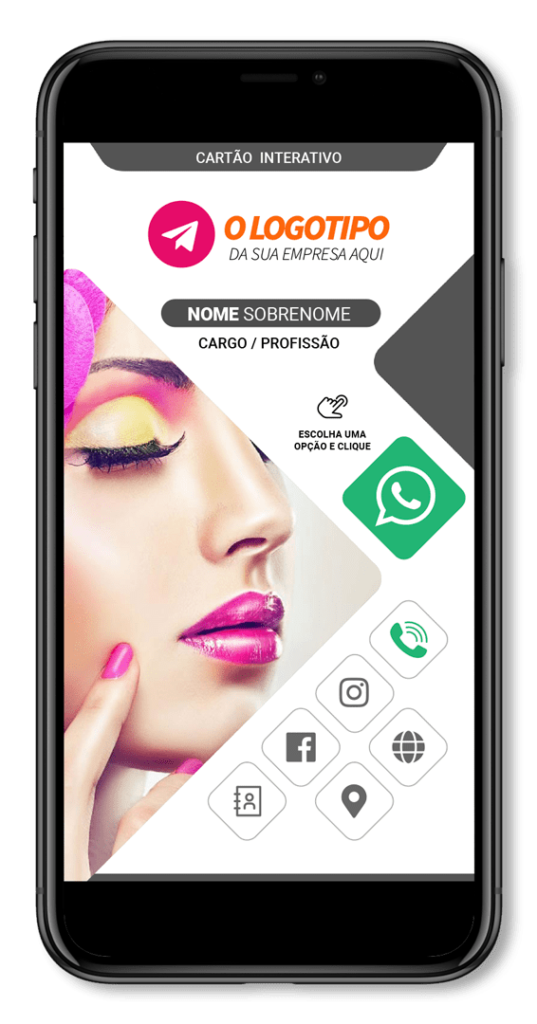 CARTÃO INTERATIVO
O LOGOTIPO
DA SUA EMPRESA AQUI
NOME SOBRENOME
CARGO / PROFISSÃO
ESCOLHA UMA
OPÇÃO E CLIQUE